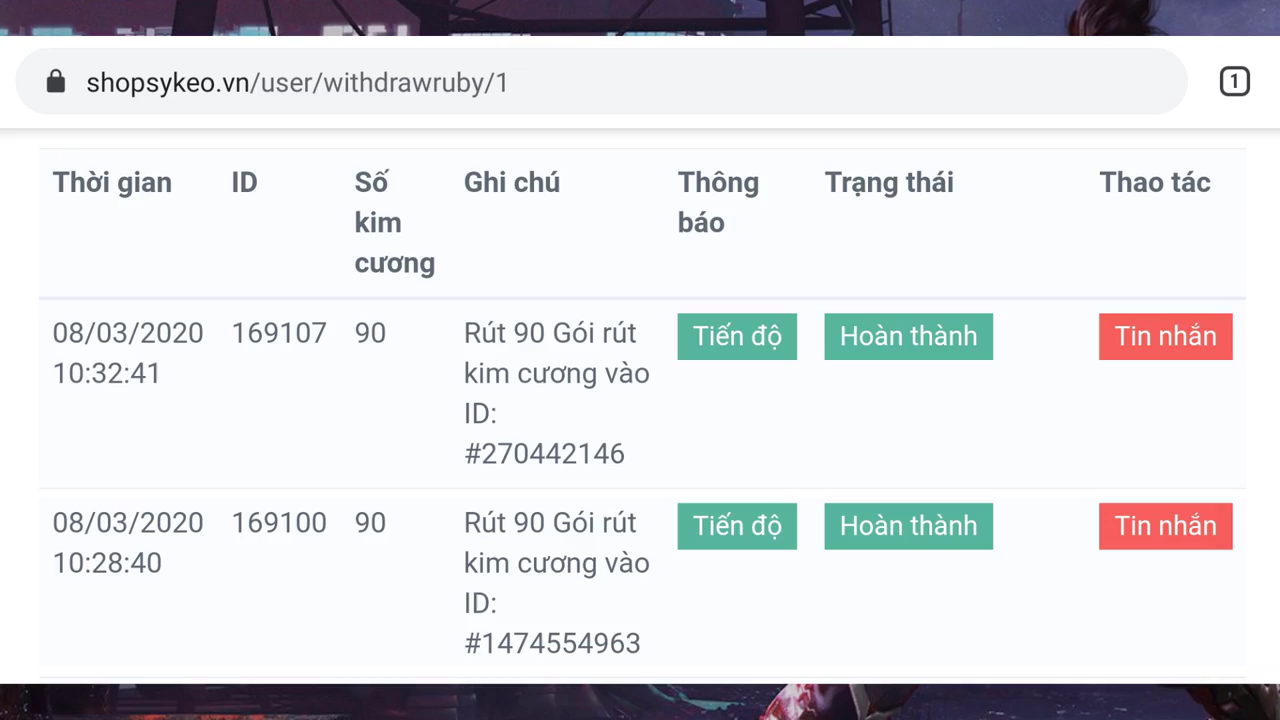 shopsykeo.vn/user/withdrawruby/1
1
Thời gian
ID
Số
kim
cương
Ghi chú
Thông
báo
Trạng thái
Thao tác
08/03/2020
10:32:41
169107
90
Rút 90 Gói rút
kim cương vào
ID:
#270442146
Tiến độ
Hoàn thành
Tin nhắn
08/03/2020
10:28:40
169100
90
Rút 90 Gói rút
kim cương vào
ID:
#1474554963
Tiến độ
Hoàn thành
Tin nhắn